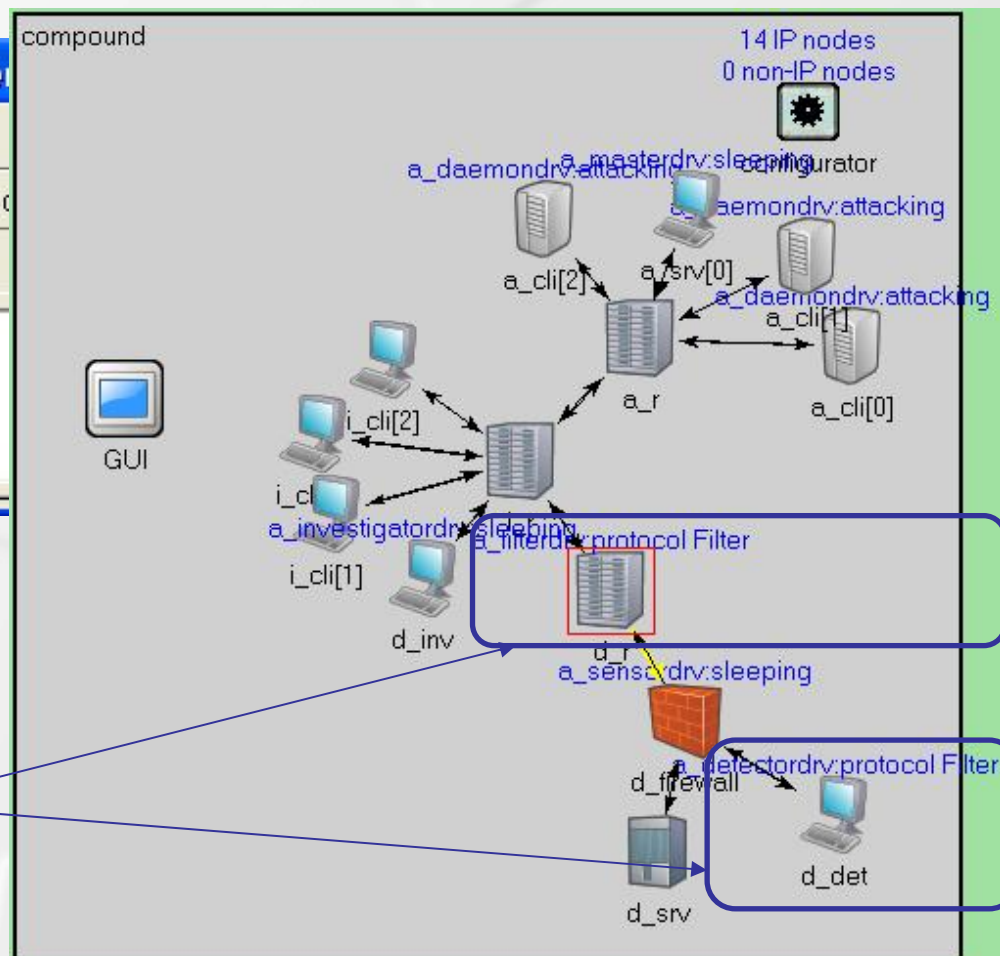 compound
14 IP nodes
0 non-IP nodes
configurator
a_masterdrv:sleeping
a_daemondrv:attacking
a_daemondrv:attacking
a_srv[0]
a_cli[2]
a_daemondrv:attacking
a_cli[1]
a_r
a_cli[0]
i_cli[2]
GUI
i_cl
a_investigatordrv:sleeping
a_filterdrv:protocol Filter
i_cli[1]
d_inv
d_r
a_sensordrv:sleeping
a_detectordrv:protocol Filter
d_firewall
d_det
d_srv